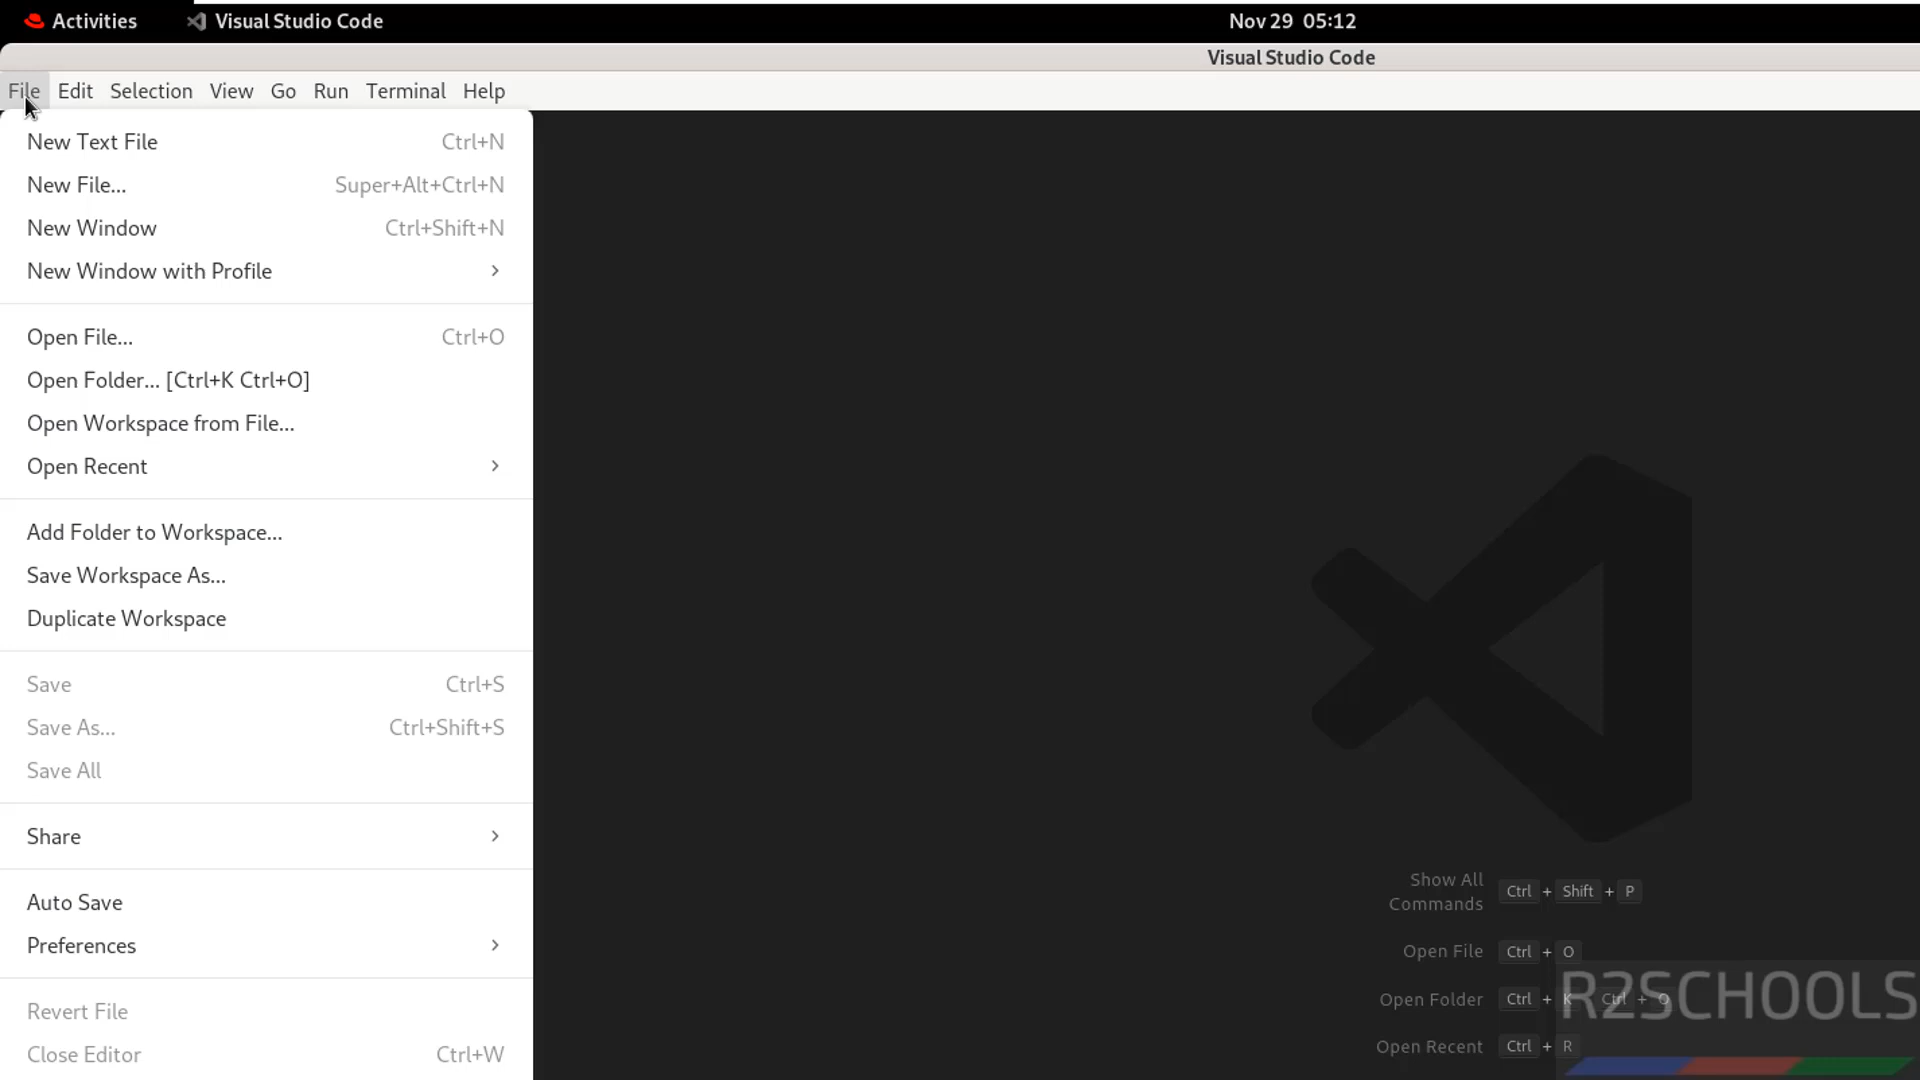 Activities Visual Studio Code Nov 29 05:12
Visual Studio Code
File Edit Selection View Go Run Terminal Help
New Text File Ctrl+N
New File... Super+Alt+Ctrl+N
New Window Ctrl+Shift+N
New Window with Profile
Open File... Ctrl+O
Open Folder... [Ctrl+K Ctrl+O]
Open Workspace from File...
Open Recent
Add Folder to Workspace...
Save Workspace As...
Duplicate Workspace
Save Ctrl+S
Save As... Ctrl+Shift+S
Save All
Share
Auto Save
Preferences
Revert File
Close Editor Ctrl+W
Show All
Commands Ctrl + Shift + P
Open File Ctrl + O
Open Folder Ctrl + K Ctrl + O
Open Recent Ctrl + R
R2SCHOOLS